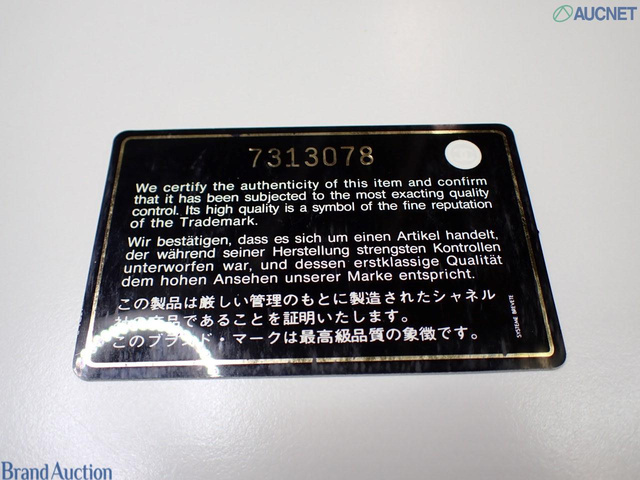 AUCNET
7313078
We certify the authenticity of this item and confirm
that it has been subjected to the most exacting quality
control. Its high quality is a symbol of the fine reputation
of the Trademark.
Wir bestätigen, dass es sich um einen Artikel handelt,
der während seiner Herstellung strengsten Kontrollen
unterworfen war, und dessen erstklassige Qualität
dem hohen Ansehen unserer Marke entspricht.
この製品は厳しい管理のもとに製造されたシャネル
社の商品であることを証明いたします。
このブランド・マークは最高級品質の象徴です。
SYSTEME BREVETE
Brand Auction